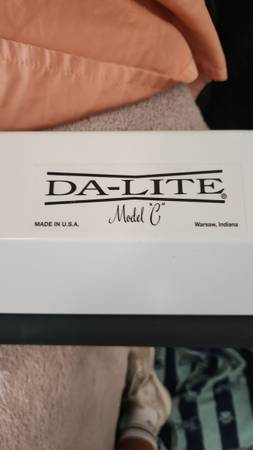 DA-LITE®
Model "C"
MADE IN U.S.A. Warsaw, Indiana